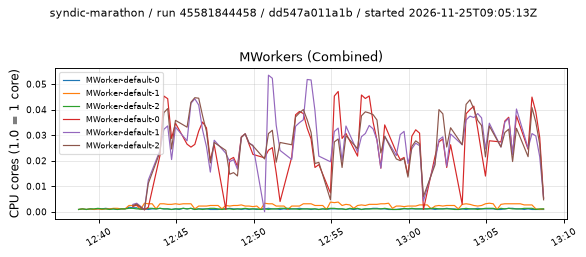 syndic-marathon / run 45581844458 / dd547a011a1b / started 2026-11-25T09:05:13Z
MWorkers (Combined)
CPU cores (1.0 = 1 core)
0.05
0.04
0.03
0.02
0.01
0.00
MWorker-default-0
MWorker-default-1
MWorker-default-2
MWorker-default-0
MWorker-default-1
MWorker-default-2
12:40
12:45
12:50
12:55
13:00
13:05
13:10